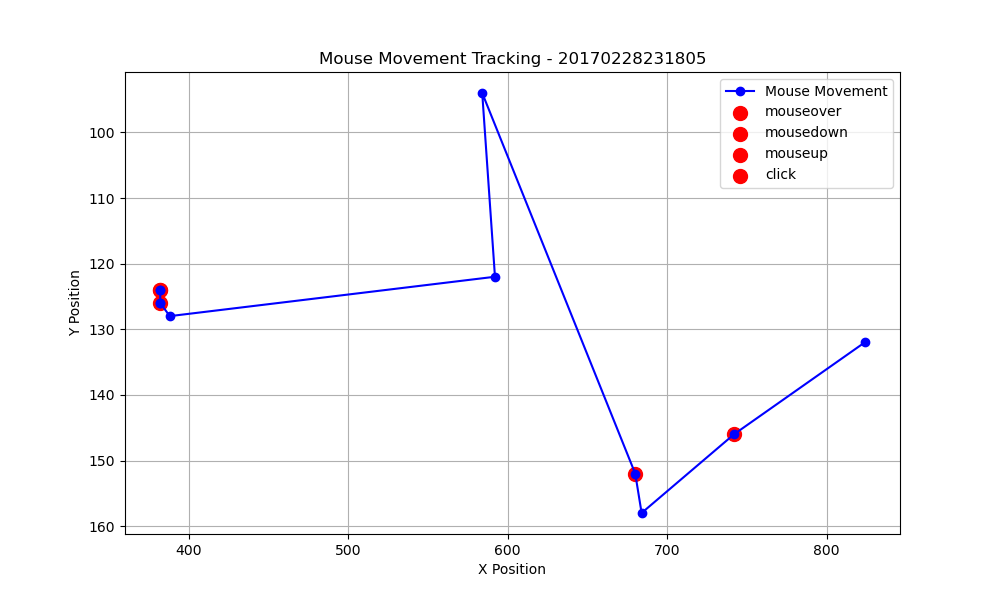 Mouse Movement Tracking - 20170228231805
Mouse Movement
mouseover
mousedown
mouseup
click
100
110
120
130
140
150
160
Y Position
400 500 600 700 800
X Position